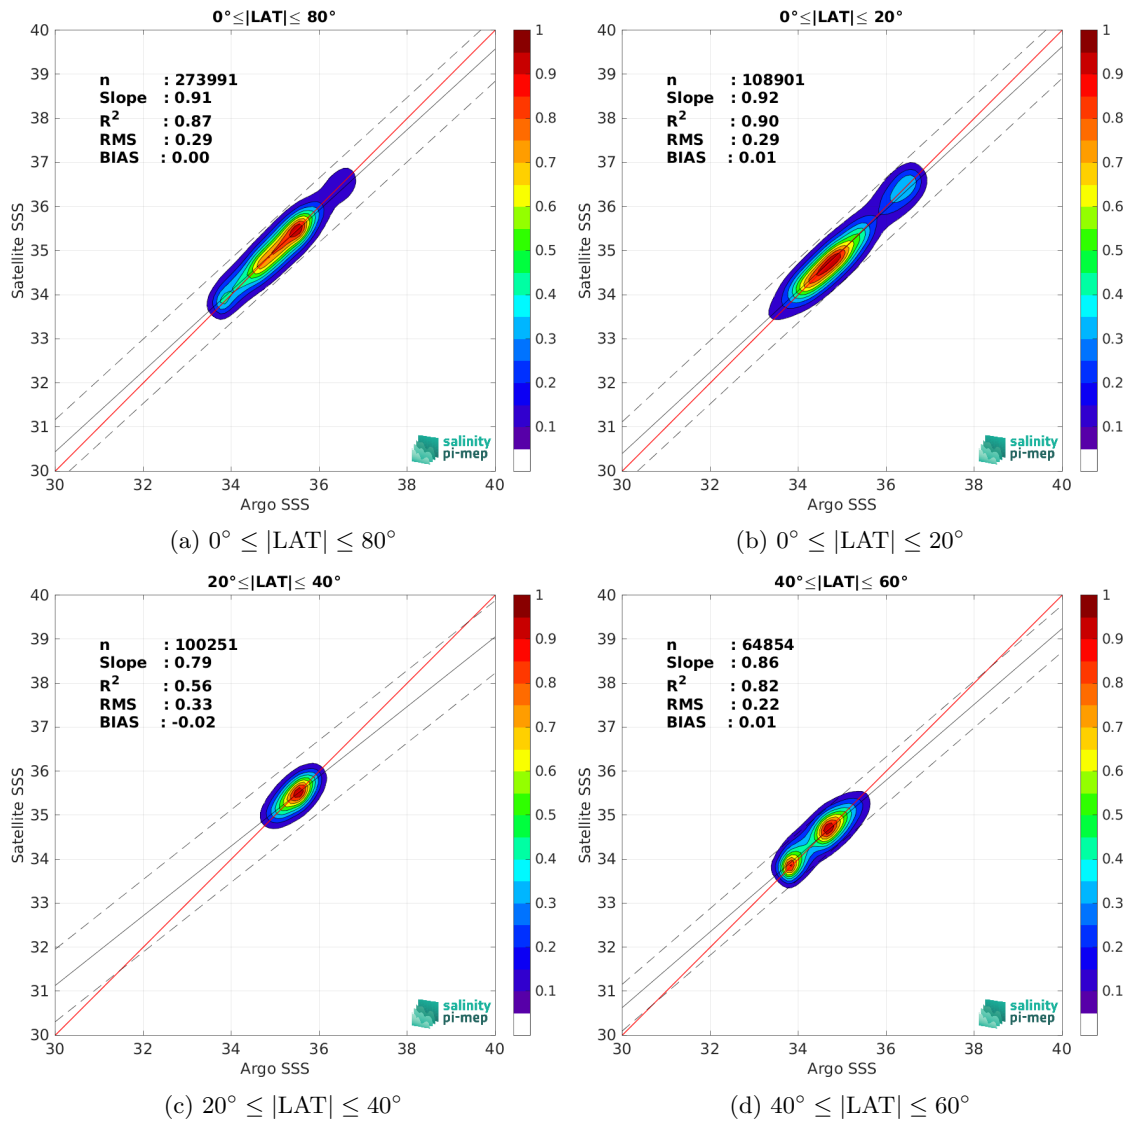 0°≤|LAT|≤ 80°
n : 273991
Slope : 0.91
R² : 0.87
RMS : 0.29
BIAS : 0.00
40
39
38
37
36
35
34
33
32
31
30
Satellite SSS
30 32 34 36 38 40
Argo SSS
1
0.9
0.8
0.7
0.6
0.5
0.4
0.3
0.2
0.1
salinity
pi-mep
(a) 0° ≤ |LAT| ≤ 80°
0°≤|LAT|≤ 20°
n : 108901
Slope : 0.92
R² : 0.90
RMS : 0.29
BIAS : 0.01
40
39
38
37
36
35
34
33
32
31
30
Satellite SSS
30 32 34 36 38 40
Argo SSS
1
0.9
0.8
0.7
0.6
0.5
0.4
0.3
0.2
0.1
salinity
pi-mep
(b) 0° ≤ |LAT| ≤ 20°
20°≤|LAT|≤ 40°
n : 100251
Slope : 0.79
R² : 0.56
RMS : 0.33
BIAS : -0.02
40
39
38
37
36
35
34
33
32
31
30
Satellite SSS
30 32 34 36 38 40
Argo SSS
1
0.9
0.8
0.7
0.6
0.5
0.4
0.3
0.2
0.1
salinity
pi-mep
(c) 20° ≤ |LAT| ≤ 40°
40°≤|LAT|≤ 60°
n : 64854
Slope : 0.86
R² : 0.82
RMS : 0.22
BIAS : 0.01
40
39
38
37
36
35
34
33
32
31
30
Satellite SSS
30 32 34 36 38 40
Argo SSS
1
0.9
0.8
0.7
0.6
0.5
0.4
0.3
0.2
0.1
salinity
pi-mep
(d) 40° ≤ |LAT| ≤ 60°